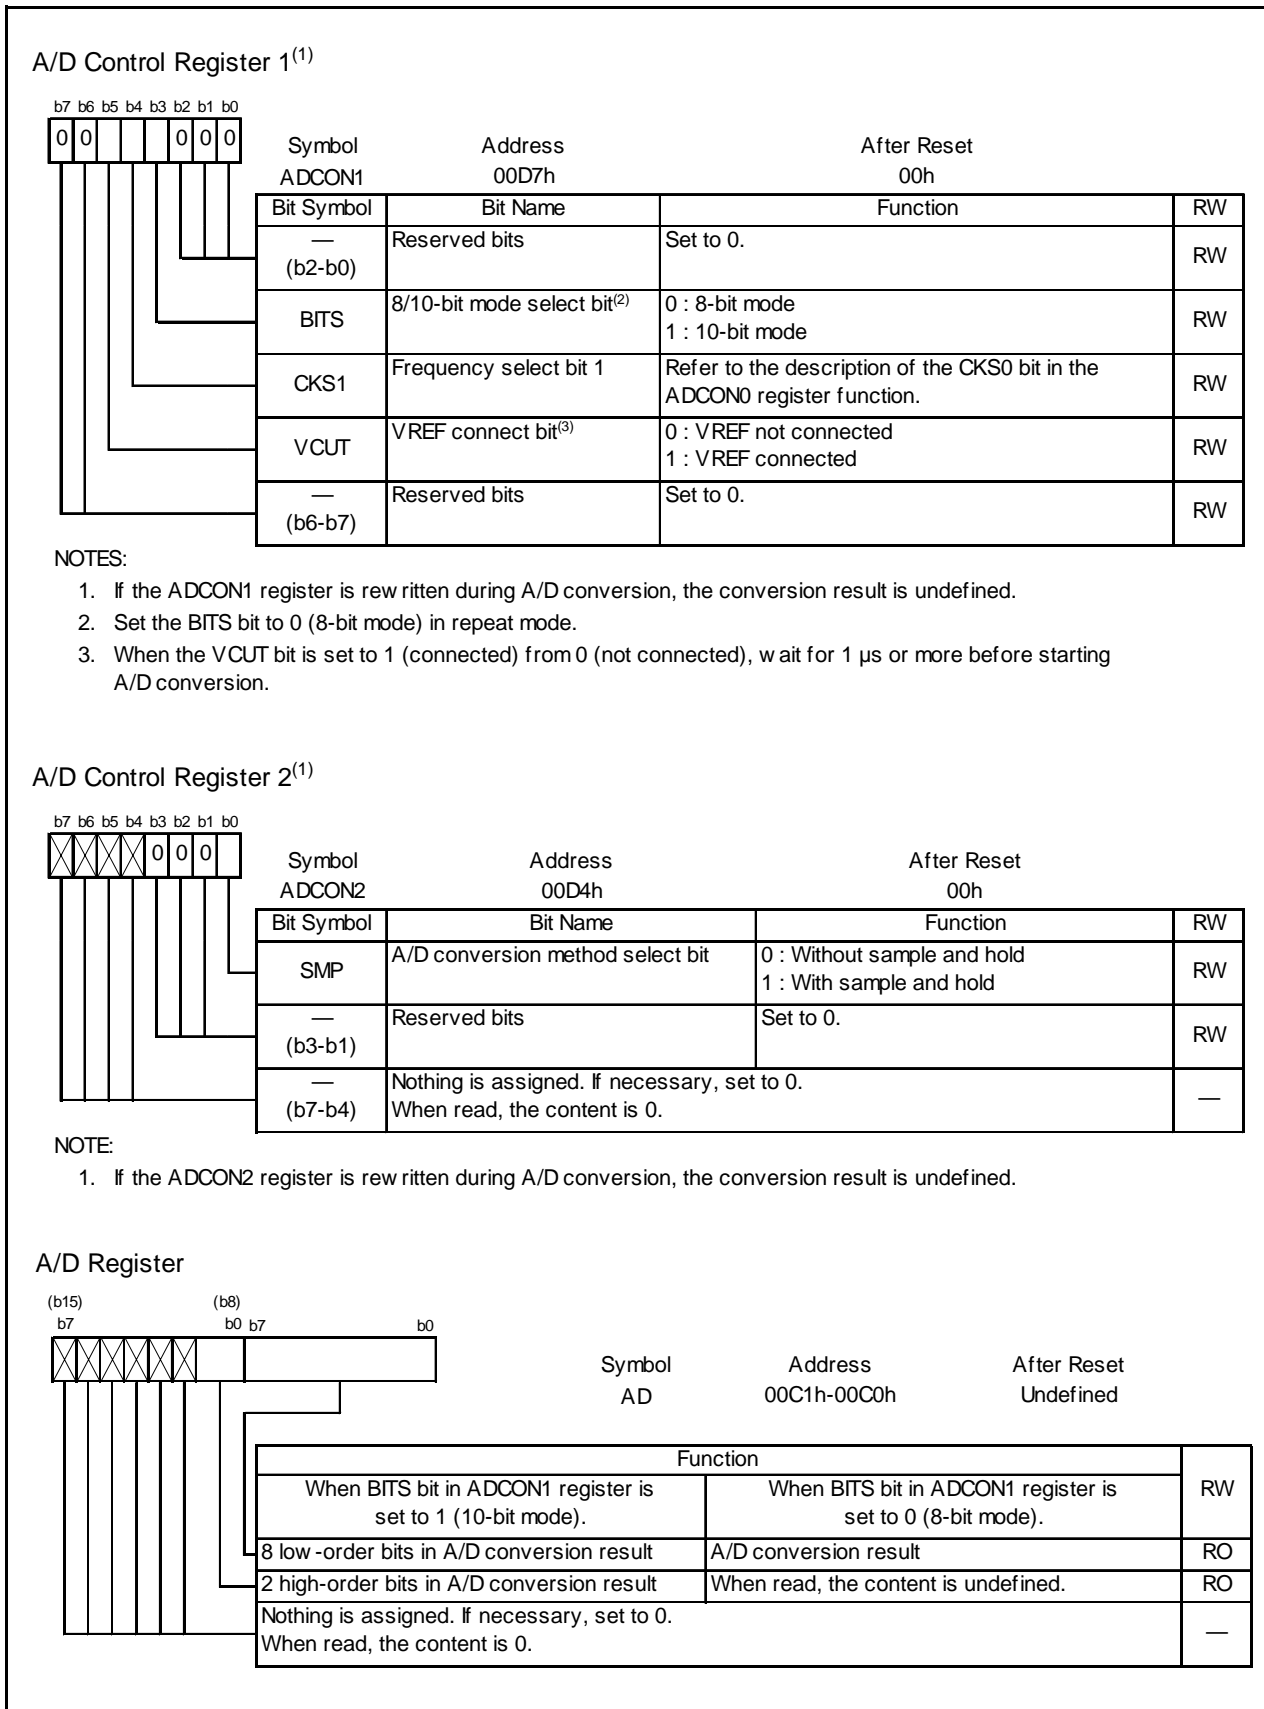 A/D Control Register 1(1)
b7 b6 b5 b4 b3 b2 b1 b0
0 0 0 0 0
Symbol Address After Reset
ADCON1 00D7h 00h
Bit Symbol Bit Name Function RW
— (b2-b0) Reserved bits Set to 0. RW
BITS 8/10-bit mode select bit(2) 0 : 8-bit mode
1 : 10-bit mode RW
CKS1 Frequency select bit 1 Refer to the description of the CKS0 bit in the
ADCON0 register function. RW
VCUT VREF connect bit(3) 0 : VREF not connected
1 : VREF connected RW
— (b6-b7) Reserved bits Set to 0. RW
NOTES:
1. If the ADCON1 register is rewritten during A/D conversion, the conversion result is undefined.
2. Set the BITS bit to 0 (8-bit mode) in repeat mode.
3. When the VCUT bit is set to 1 (connected) from 0 (not connected), wait for 1 µs or more before starting
A/D conversion.
A/D Control Register 2(1)
b7 b6 b5 b4 b3 b2 b1 b0
0 0 0
Symbol Address After Reset
ADCON2 00D4h 00h
Bit Symbol Bit Name Function RW
SMP A/D conversion method select bit 0 : Without sample and hold
1 : With sample and hold RW
— (b3-b1) Reserved bits Set to 0. RW
— (b7-b4) Nothing is assigned. If necessary, set to 0.
When read, the content is 0. —
NOTE:
1. If the ADCON2 register is rewritten during A/D conversion, the conversion result is undefined.
A/D Register
(b15) (b8)
b7 b0 b7 b0
Symbol Address After Reset
AD 00C1h-00C0h Undefined
Function RW
When BITS bit in ADCON1 register is
set to 1 (10-bit mode).
When BITS bit in ADCON1 register is
set to 0 (8-bit mode).
8 low-order bits in A/D conversion result A/D conversion result RO
2 high-order bits in A/D conversion result When read, the content is undefined. RO
Nothing is assigned. If necessary, set to 0.
When read, the content is 0. —